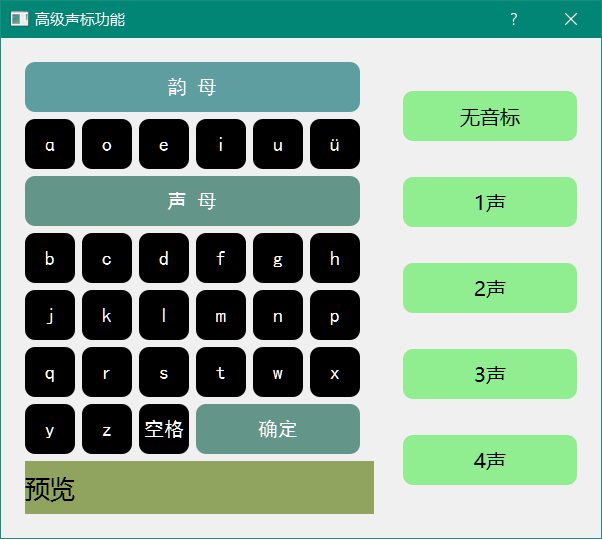 高级声标功能 ?
韵 母
ɑ o e i u ü
声 母
b c d f g h
j k l m n p
q r s t w x
y z 空格 确定
预览
无音标
1声
2声
3声
4声